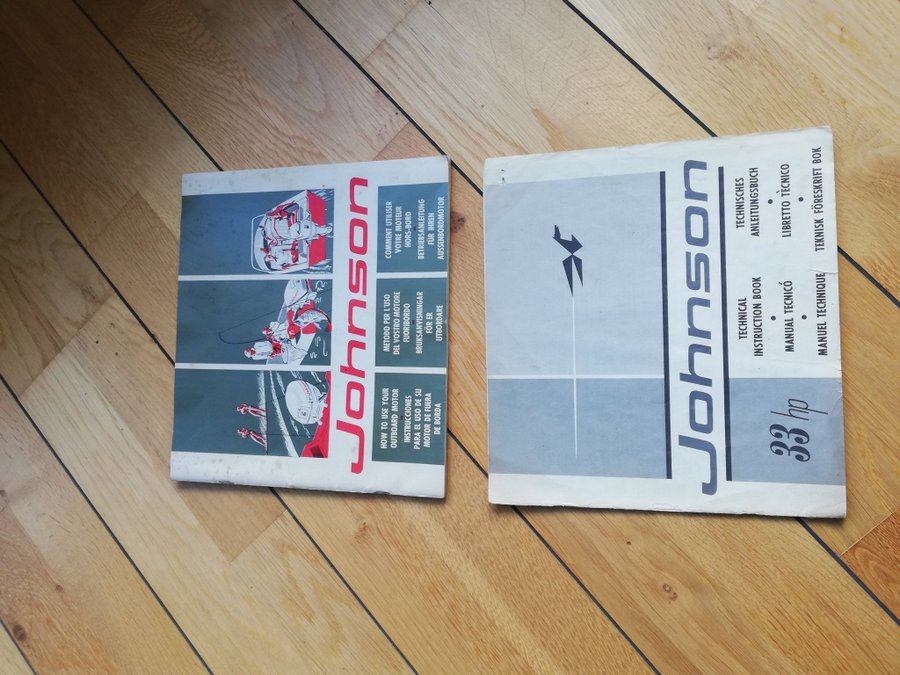 Johnson
HOW TO USE YOUR
OUTBOARD MOTOR
INSTRUCCIONES
PARA EL USO DE SU
MOTOR DE FUERA
DE BORDA
METODO PER L'USO
DEL VOSTRO MOTORE
FUORIBORDO
BRUKSANVISNINGAR
FÖR ER
UTBORDARE
COMMENT UTILISER
VOTRE MOTEUR
HORS-BORD
BETRIEBSANLEITUNG
FÜR IHREN
AUSSENBORDMOTOR
Johnson
33 hp
TECHNICAL
INSTRUCTION BOOK
•
MANUAL TECNICÓ
•
MANUEL TECHNIQUE
TECHNISCHES
ANLEITUNGSBUCH
•
LIBRETTO TÈCNICO
•
TEKNISK FÖRESKRIFT BOK